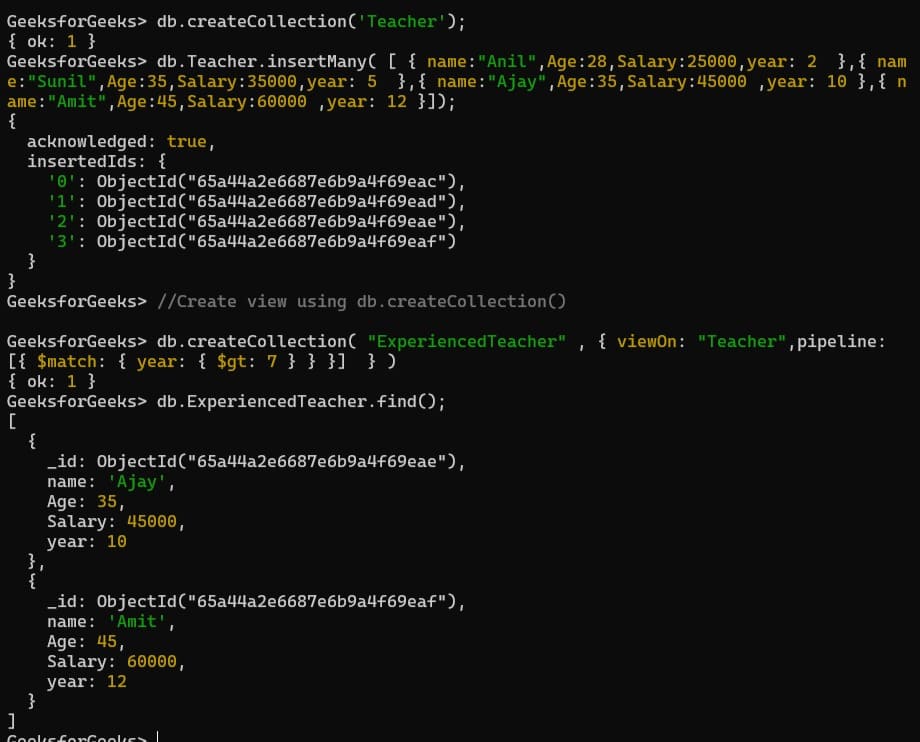 GeeksforGeeks> db.createCollection('Teacher');
{ ok: 1 }
GeeksforGeeks> db.Teacher.insertMany( [ { name:"Anil",Age:28,Salary:25000,year: 2  },{ nam
e:"Sunil",Age:35,Salary:35000,year: 5  },{ name:"Ajay",Age:35,Salary:45000 ,year: 10 },{ n
ame:"Amit",Age:45,Salary:60000 ,year: 12 }]);
{
  acknowledged: true,
  insertedIds: {
    '0': ObjectId("65a44a2e6687e6b9a4f69eac"),
    '1': ObjectId("65a44a2e6687e6b9a4f69ead"),
    '2': ObjectId("65a44a2e6687e6b9a4f69eae"),
    '3': ObjectId("65a44a2e6687e6b9a4f69eaf")
  }
}
GeeksforGeeks> //Create view using db.createCollection()
GeeksforGeeks> db.createCollection( "ExperiencedTeacher" , { viewOn: "Teacher",pipeline:
[{ $match: { year: { $gt: 7 } } }]  } )
{ ok: 1 }
GeeksforGeeks> db.ExperiencedTeacher.find();
[
  {
    _id: ObjectId("65a44a2e6687e6b9a4f69eae"),
    name: 'Ajay',
    Age: 35,
    Salary: 45000,
    year: 10
  },
  {
    _id: ObjectId("65a44a2e6687e6b9a4f69eaf"),
    name: 'Amit',
    Age: 45,
    Salary: 60000,
    year: 12
  }
]
GeeksforGeeks>